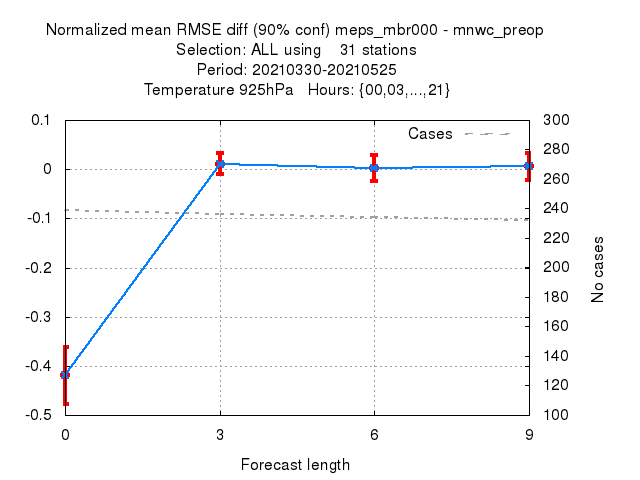 Normalized mean RMSE diff (90% conf) meps_mbr000 - mnwc_preop
Selection: ALL using    31 stations
Period: 20210330-20210525
Temperature 925hPa   Hours: {00,03,...,21}
Cases
0.1
0
-0.1
-0.2
-0.3
-0.4
-0.5
300
280
260
240
220
200
180
160
140
120
100
No cases
0 3 6 9
Forecast length